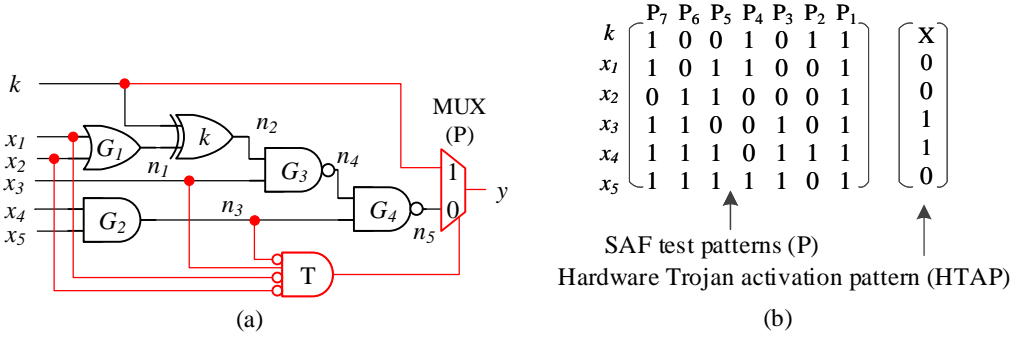 k
x1
x2
x3
x4
x5
G1
n1
k
n2
G3
n4
G2
n3
G4
n5
T
MUX
(P)
1
0
y
(a)
P7 P6 P5 P4 P3 P2 P1
k 1 0 0 1 0 1 1 X
x1 1 0 1 1 0 0 1 0
x2 0 1 1 0 0 0 1 0
x3 1 1 0 0 1 0 1 1
x4 1 1 1 0 1 1 1 1
x5 1 1 1 1 1 0 1 0
SAF test patterns (P)
Hardware Trojan activation pattern (HTAP)
(b)